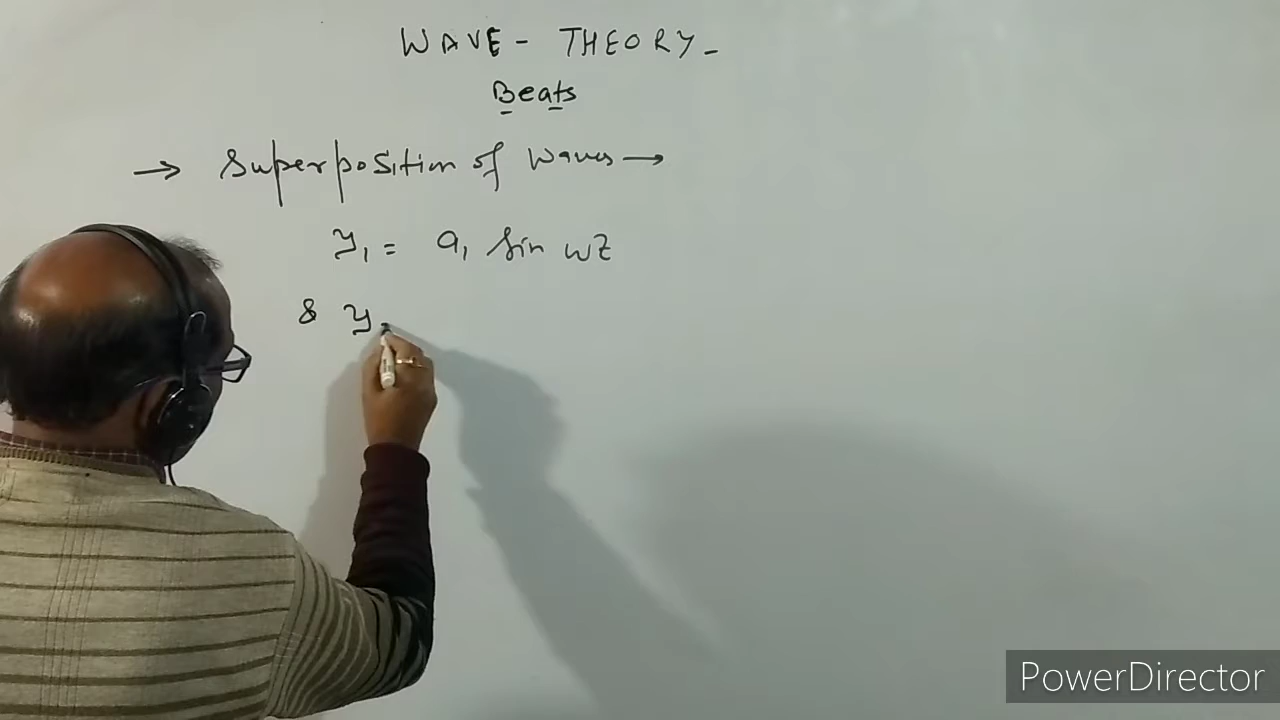 WAVE - THEORY -
Beats
→ Superposition of waves →
y₁ = a₁ sin wt
& y
PowerDirector